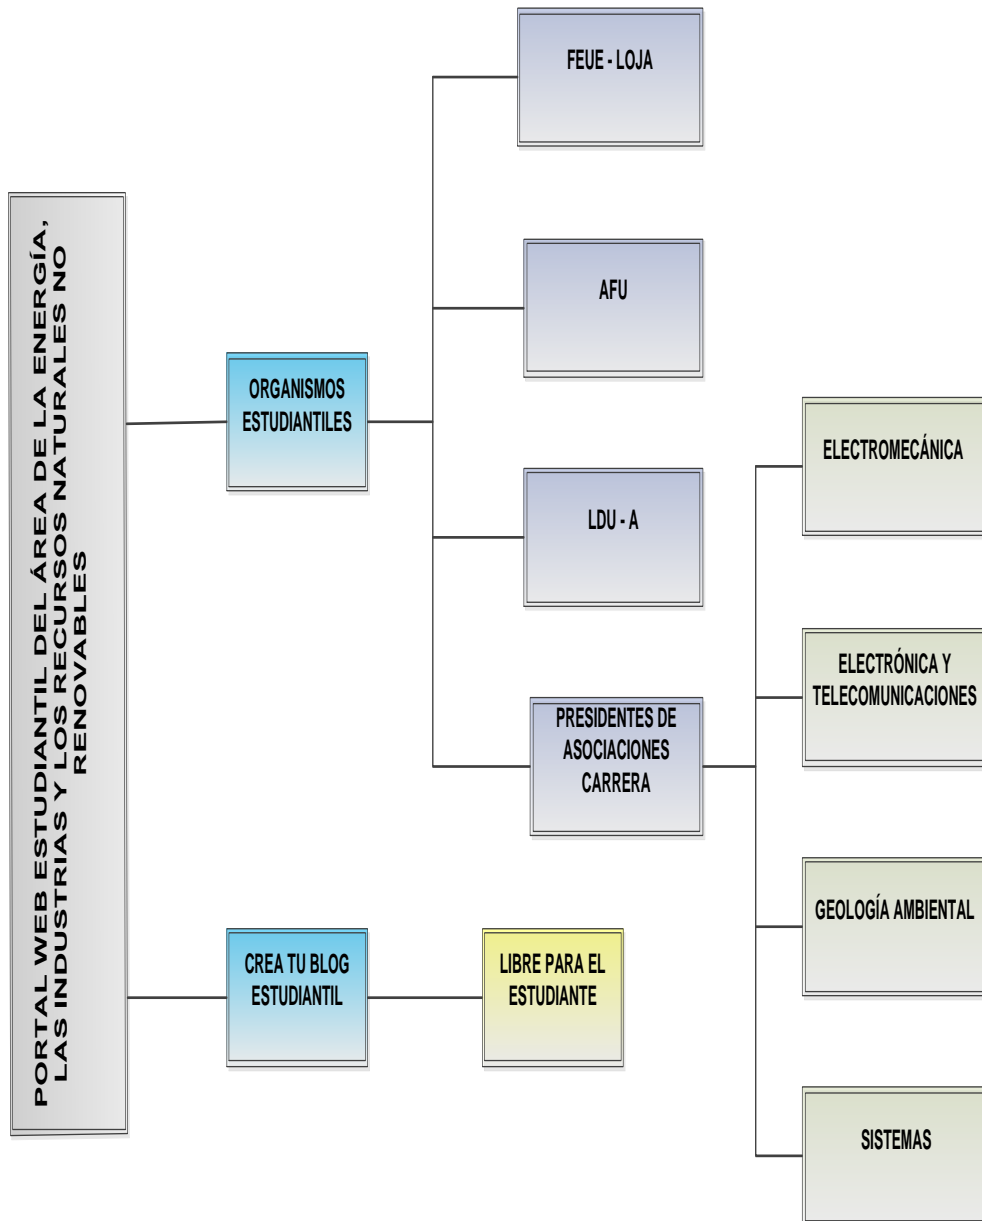 PORTAL WEB ESTUDIANTIL DEL ÁREA DE LA ENERGÍA,
LAS INDUSTRIAS Y LOS RECURSOS NATURALES NO
RENOVABLES
ORGANISMOS
ESTUDIANTILES
FEUE - LOJA
AFU
LDU - A
PRESIDENTES DE
ASOCIACIONES
CARRERA
ELECTROMECÁNICA
ELECTRÓNICA Y
TELECOMUNICACIONES
GEOLOGÍA AMBIENTAL
SISTEMAS
CREA TU BLOG
ESTUDIANTIL
LIBRE PARA EL
ESTUDIANTE